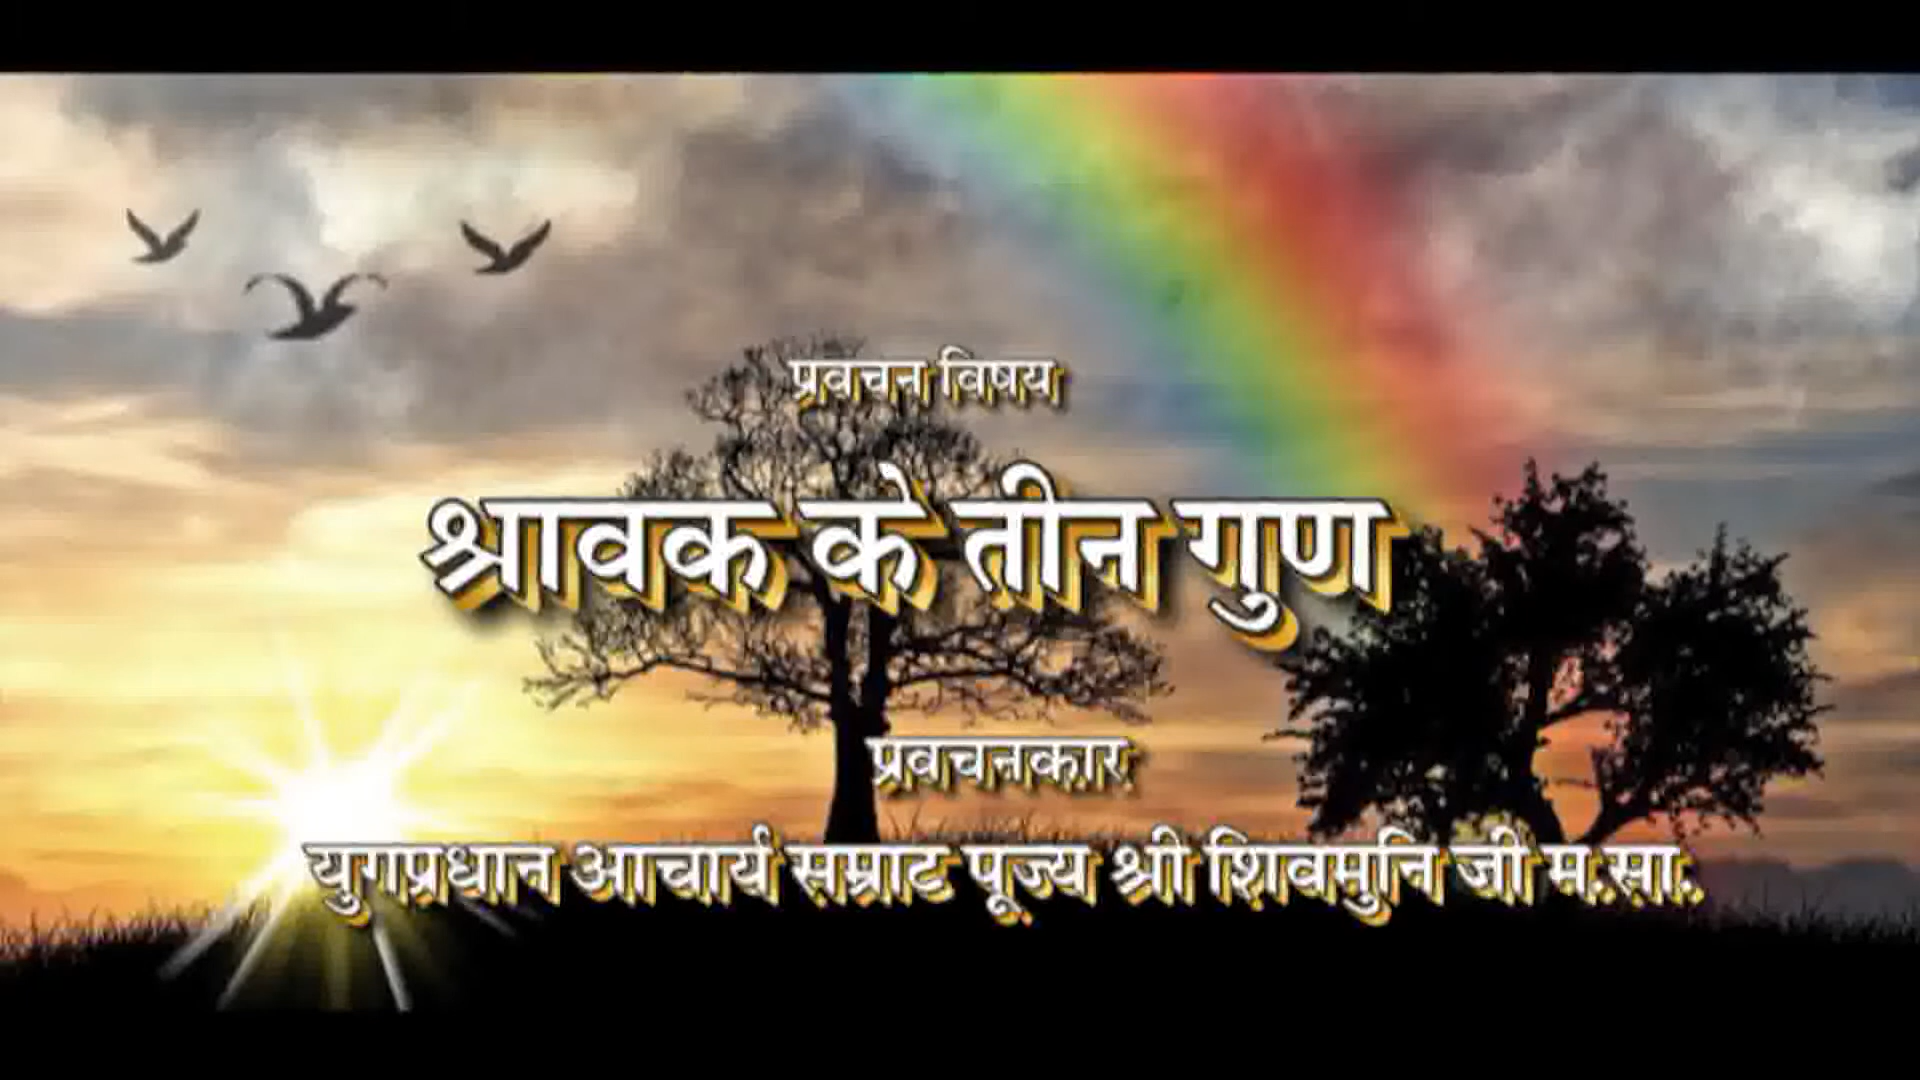 प्रवचन विषय
श्रावक के तीन गुण
प्रवचनकार
युगप्रधान आचार्य सम्राट पूज्य श्री शिवमुनि जी म.सा.